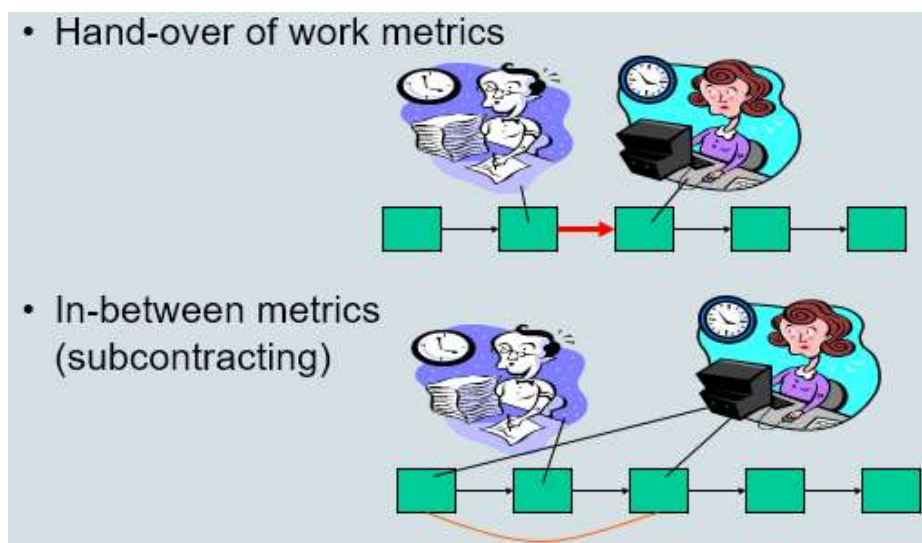 • Hand-over of work metrics
• In-between metrics
(subcontracting)